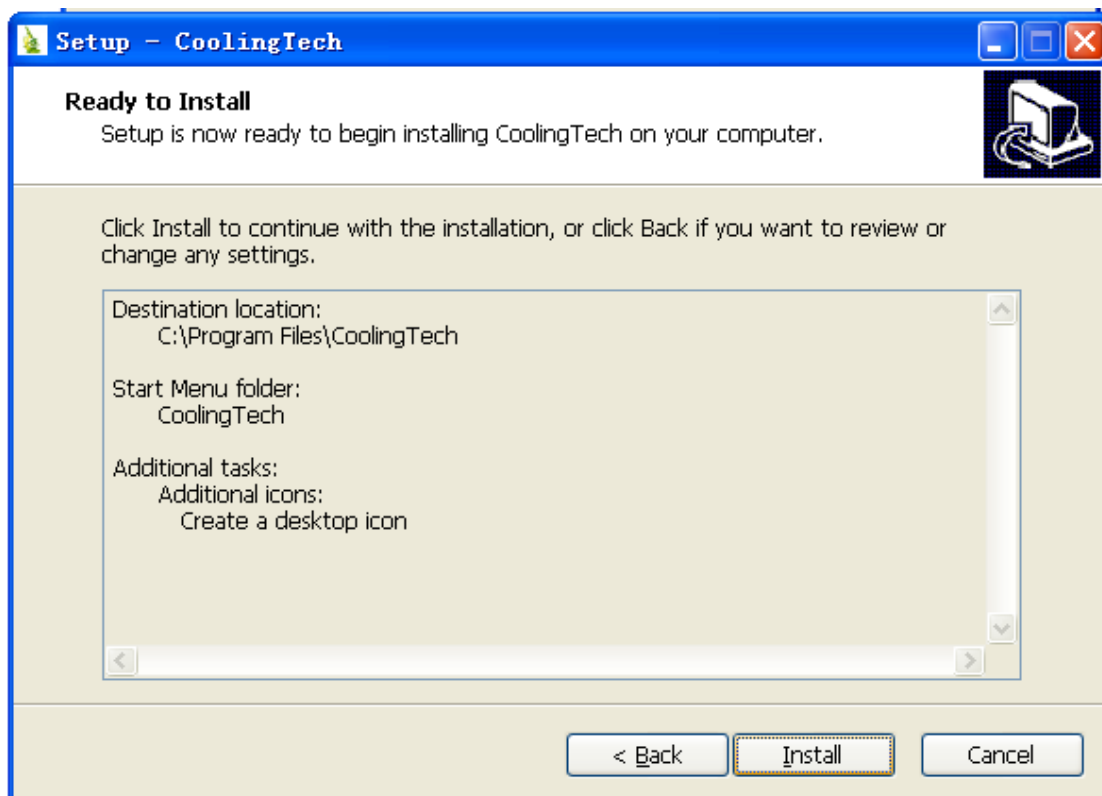 Setup - CoolingTech
Ready to Install
Setup is now ready to begin installing CoolingTech on your computer.
Click Install to continue with the installation, or click Back if you want to review or
change any settings.
Destination location:
C:\Program Files\CoolingTech
Start Menu folder:
CoolingTech
Additional tasks:
Additional icons:
Create a desktop icon
< Back
Install
Cancel